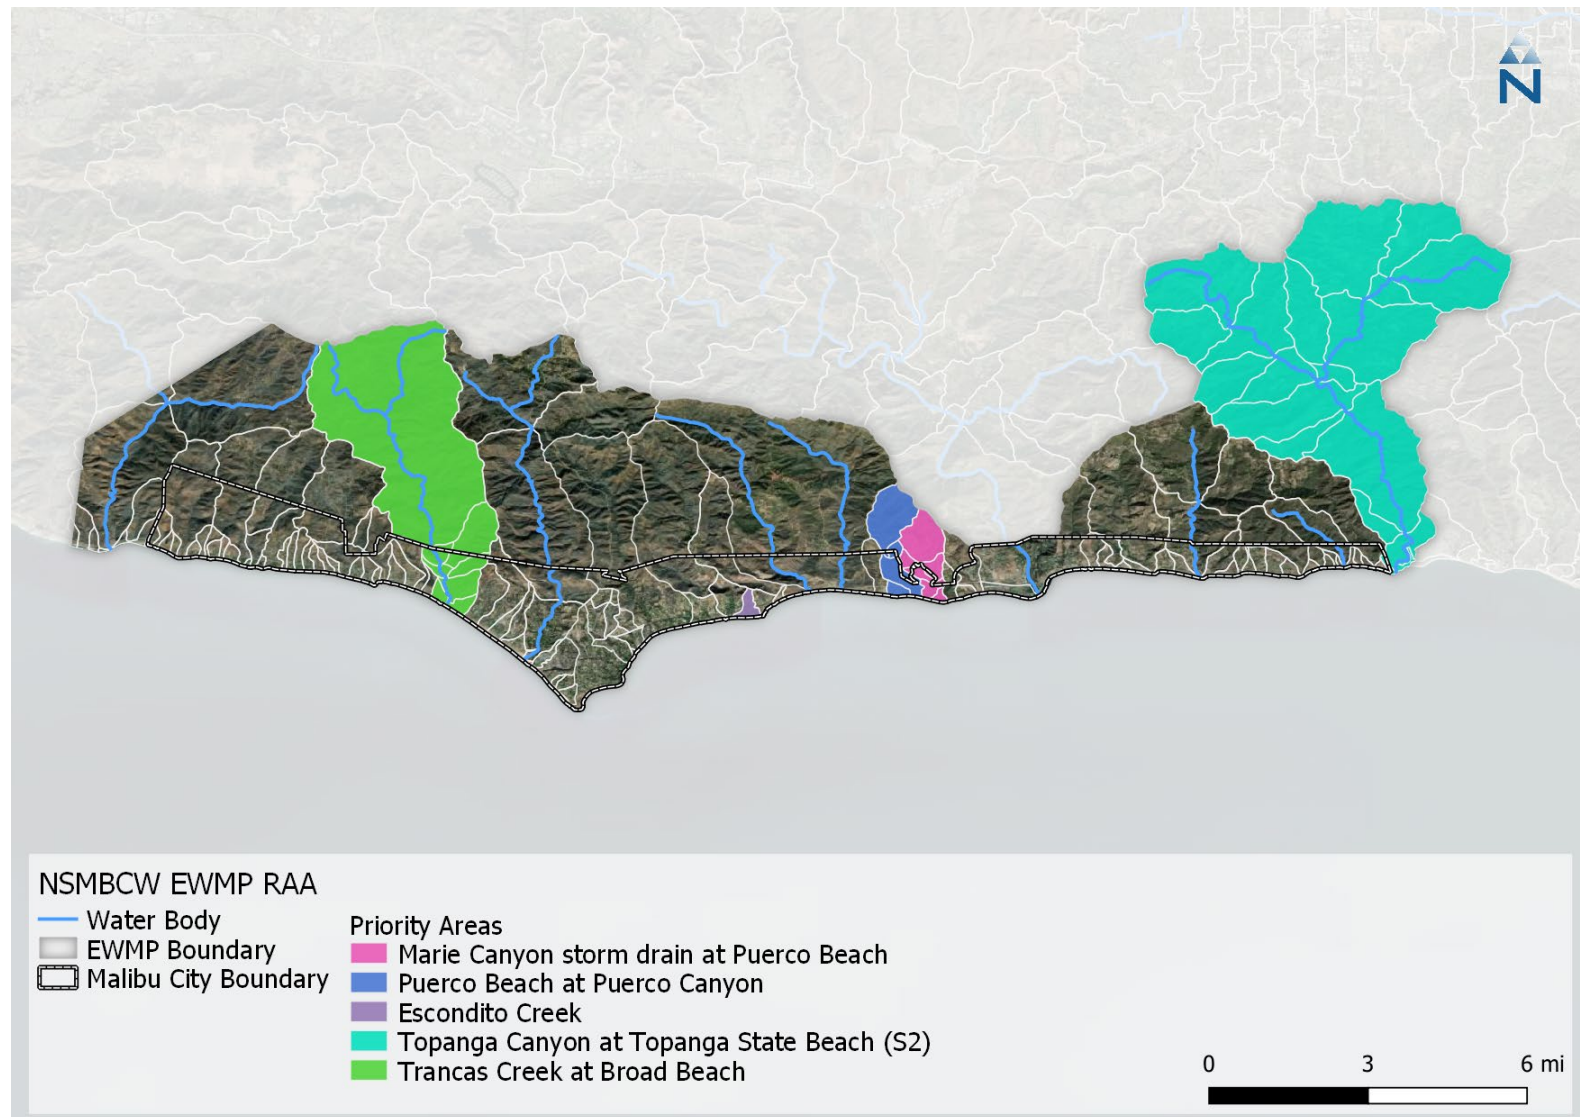 N
NSMBCW EWMP RAA
Water Body
EWMP Boundary
Malibu City Boundary
Priority Areas
Marie Canyon storm drain at Puerco Beach
Puerco Beach at Puerco Canyon
Escondito Creek
Topanga Canyon at Topanga State Beach (S2)
Trancas Creek at Broad Beach
0 3 6 mi